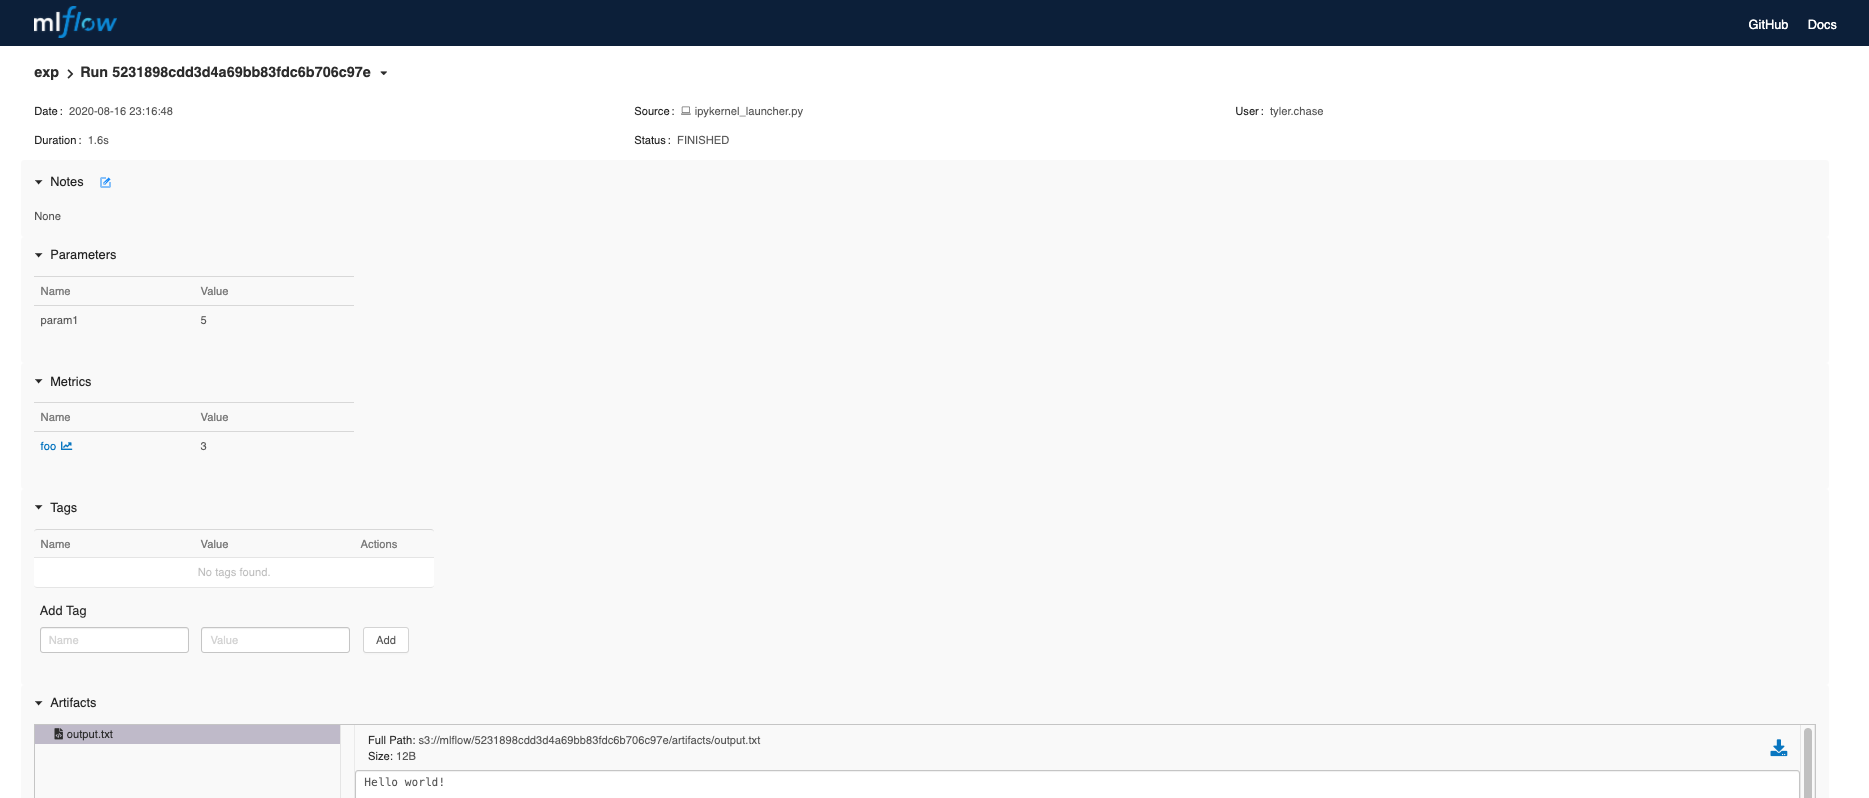 mlflow GitHub Docs
exp > Run 5231898cdd3d4a69bb83fdc6b706c97e
Date : 2020-08-16 23:16:48 Source : ipykernel_launcher.py User : tyler.chase
Duration : 1.6s Status : FINISHED
Notes
None
Parameters
Name Value
param1 5
Metrics
Name Value
foo 3
Tags
Name Value Actions
No tags found.
Add Tag
Name Value Add
Artifacts
output.txt
Full Path: s3://mlflow/5231898cdd3d4a69bb83fdc6b706c97e/artifacts/output.txt
Size: 12B
Hello world!